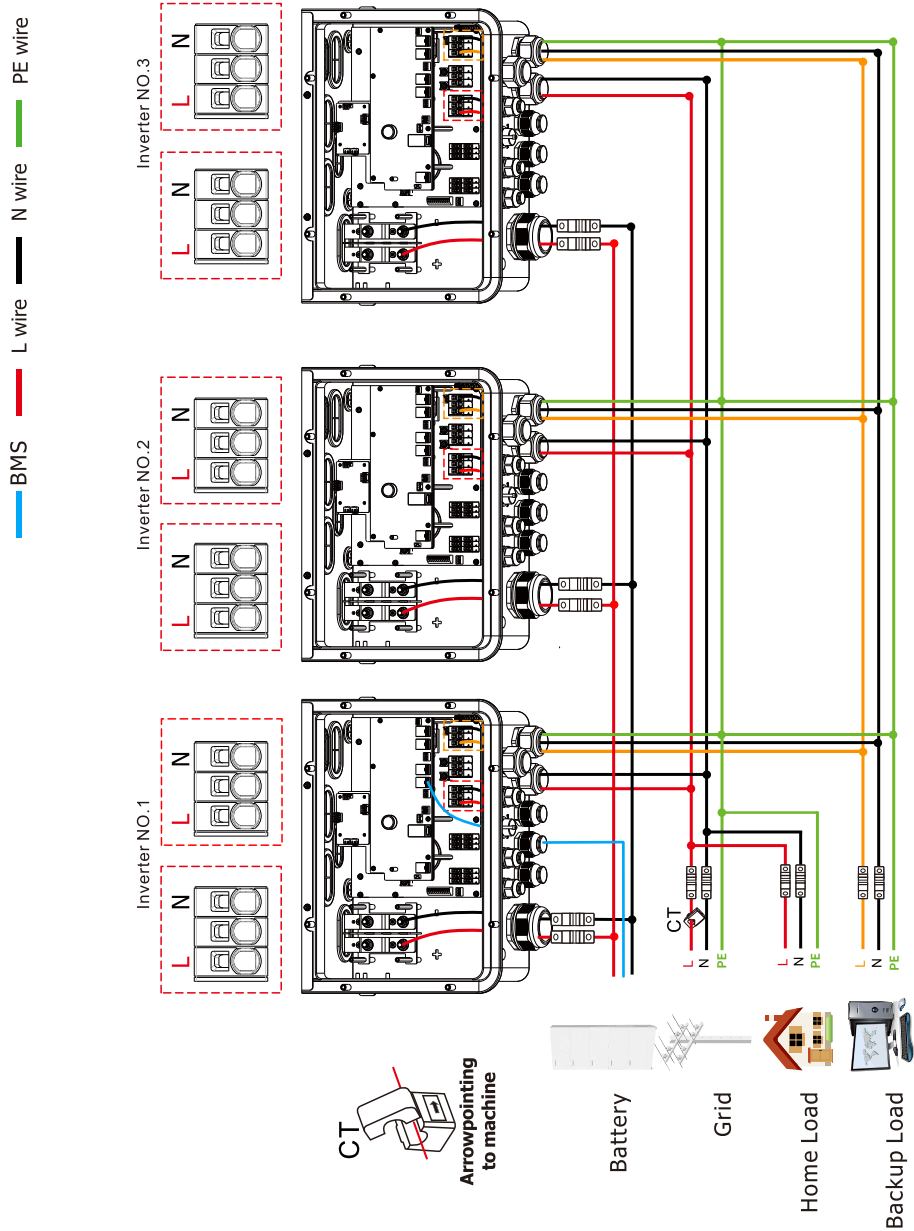 BMS
L wire
N wire
PE wire
Inverter NO.1
L N
L N
Inverter NO.2
L N
L N
Inverter NO.3
L N
L N
CT
Arrowpointing
to machine
CT
Battery
L
N
PE
Grid
L
N
PE
Home Load
L
N
PE
Backup Load